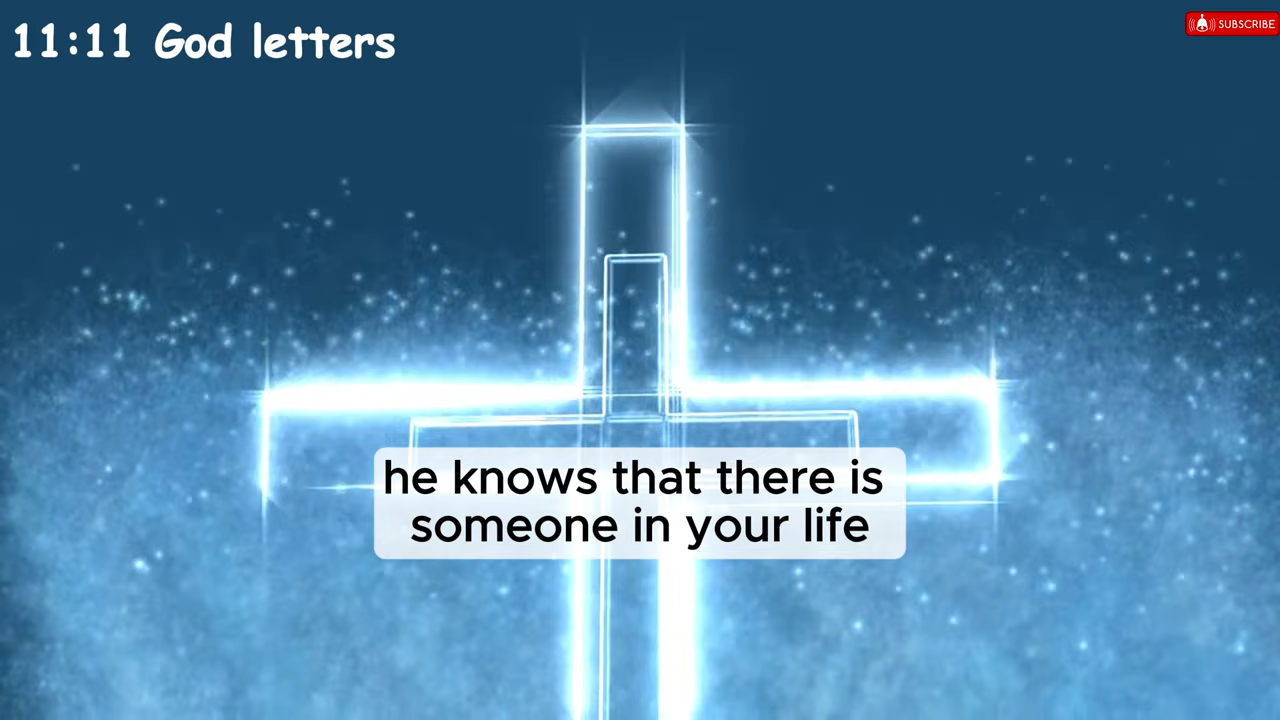 11:11 God letters
SUBSCRIBE
he knows that there is
someone in your life